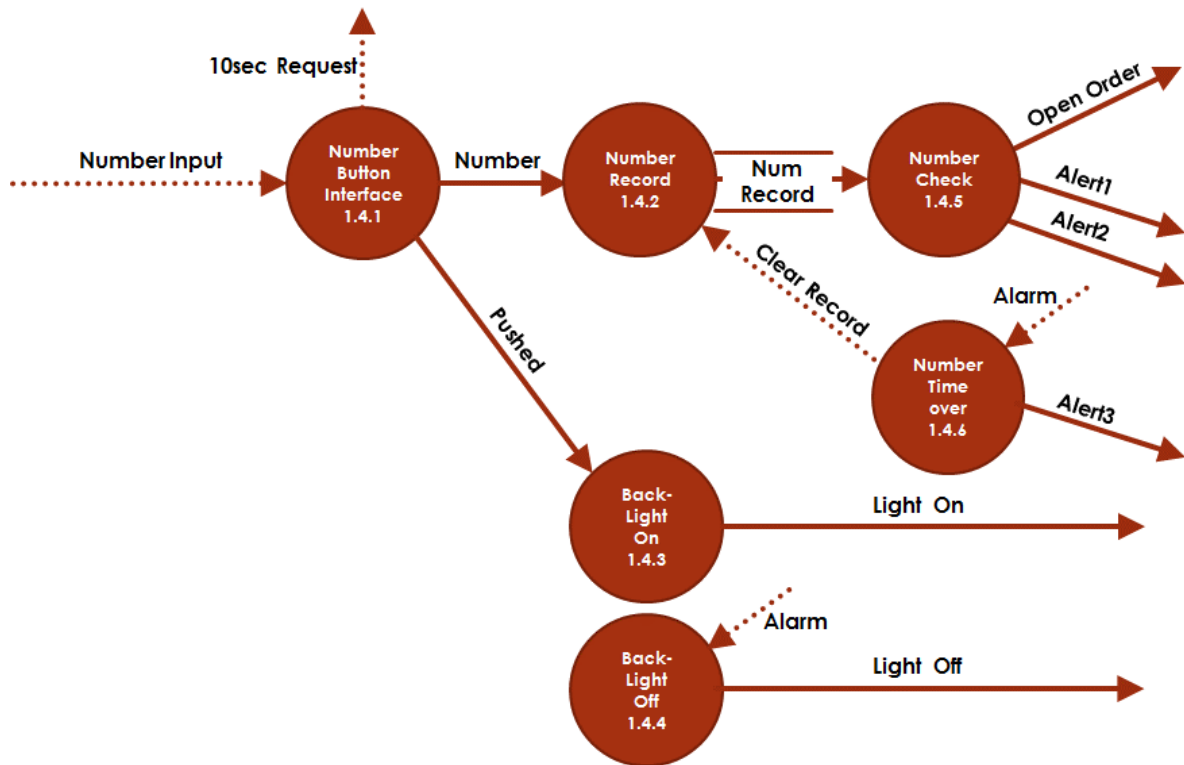 10sec Request
Number Input
Number
Button
Interface
1.4.1
Number
Number
Record
1.4.2
Num
Record
Number
Check
1.4.5
Open Order
Alert1
Alert2
Clear Record
Alarm
Number
Time
over
1.4.6
Alert3
Pushed
Back-
Light
On
1.4.3
Light On
Alarm
Back-
Light
Off
1.4.4
Light Off